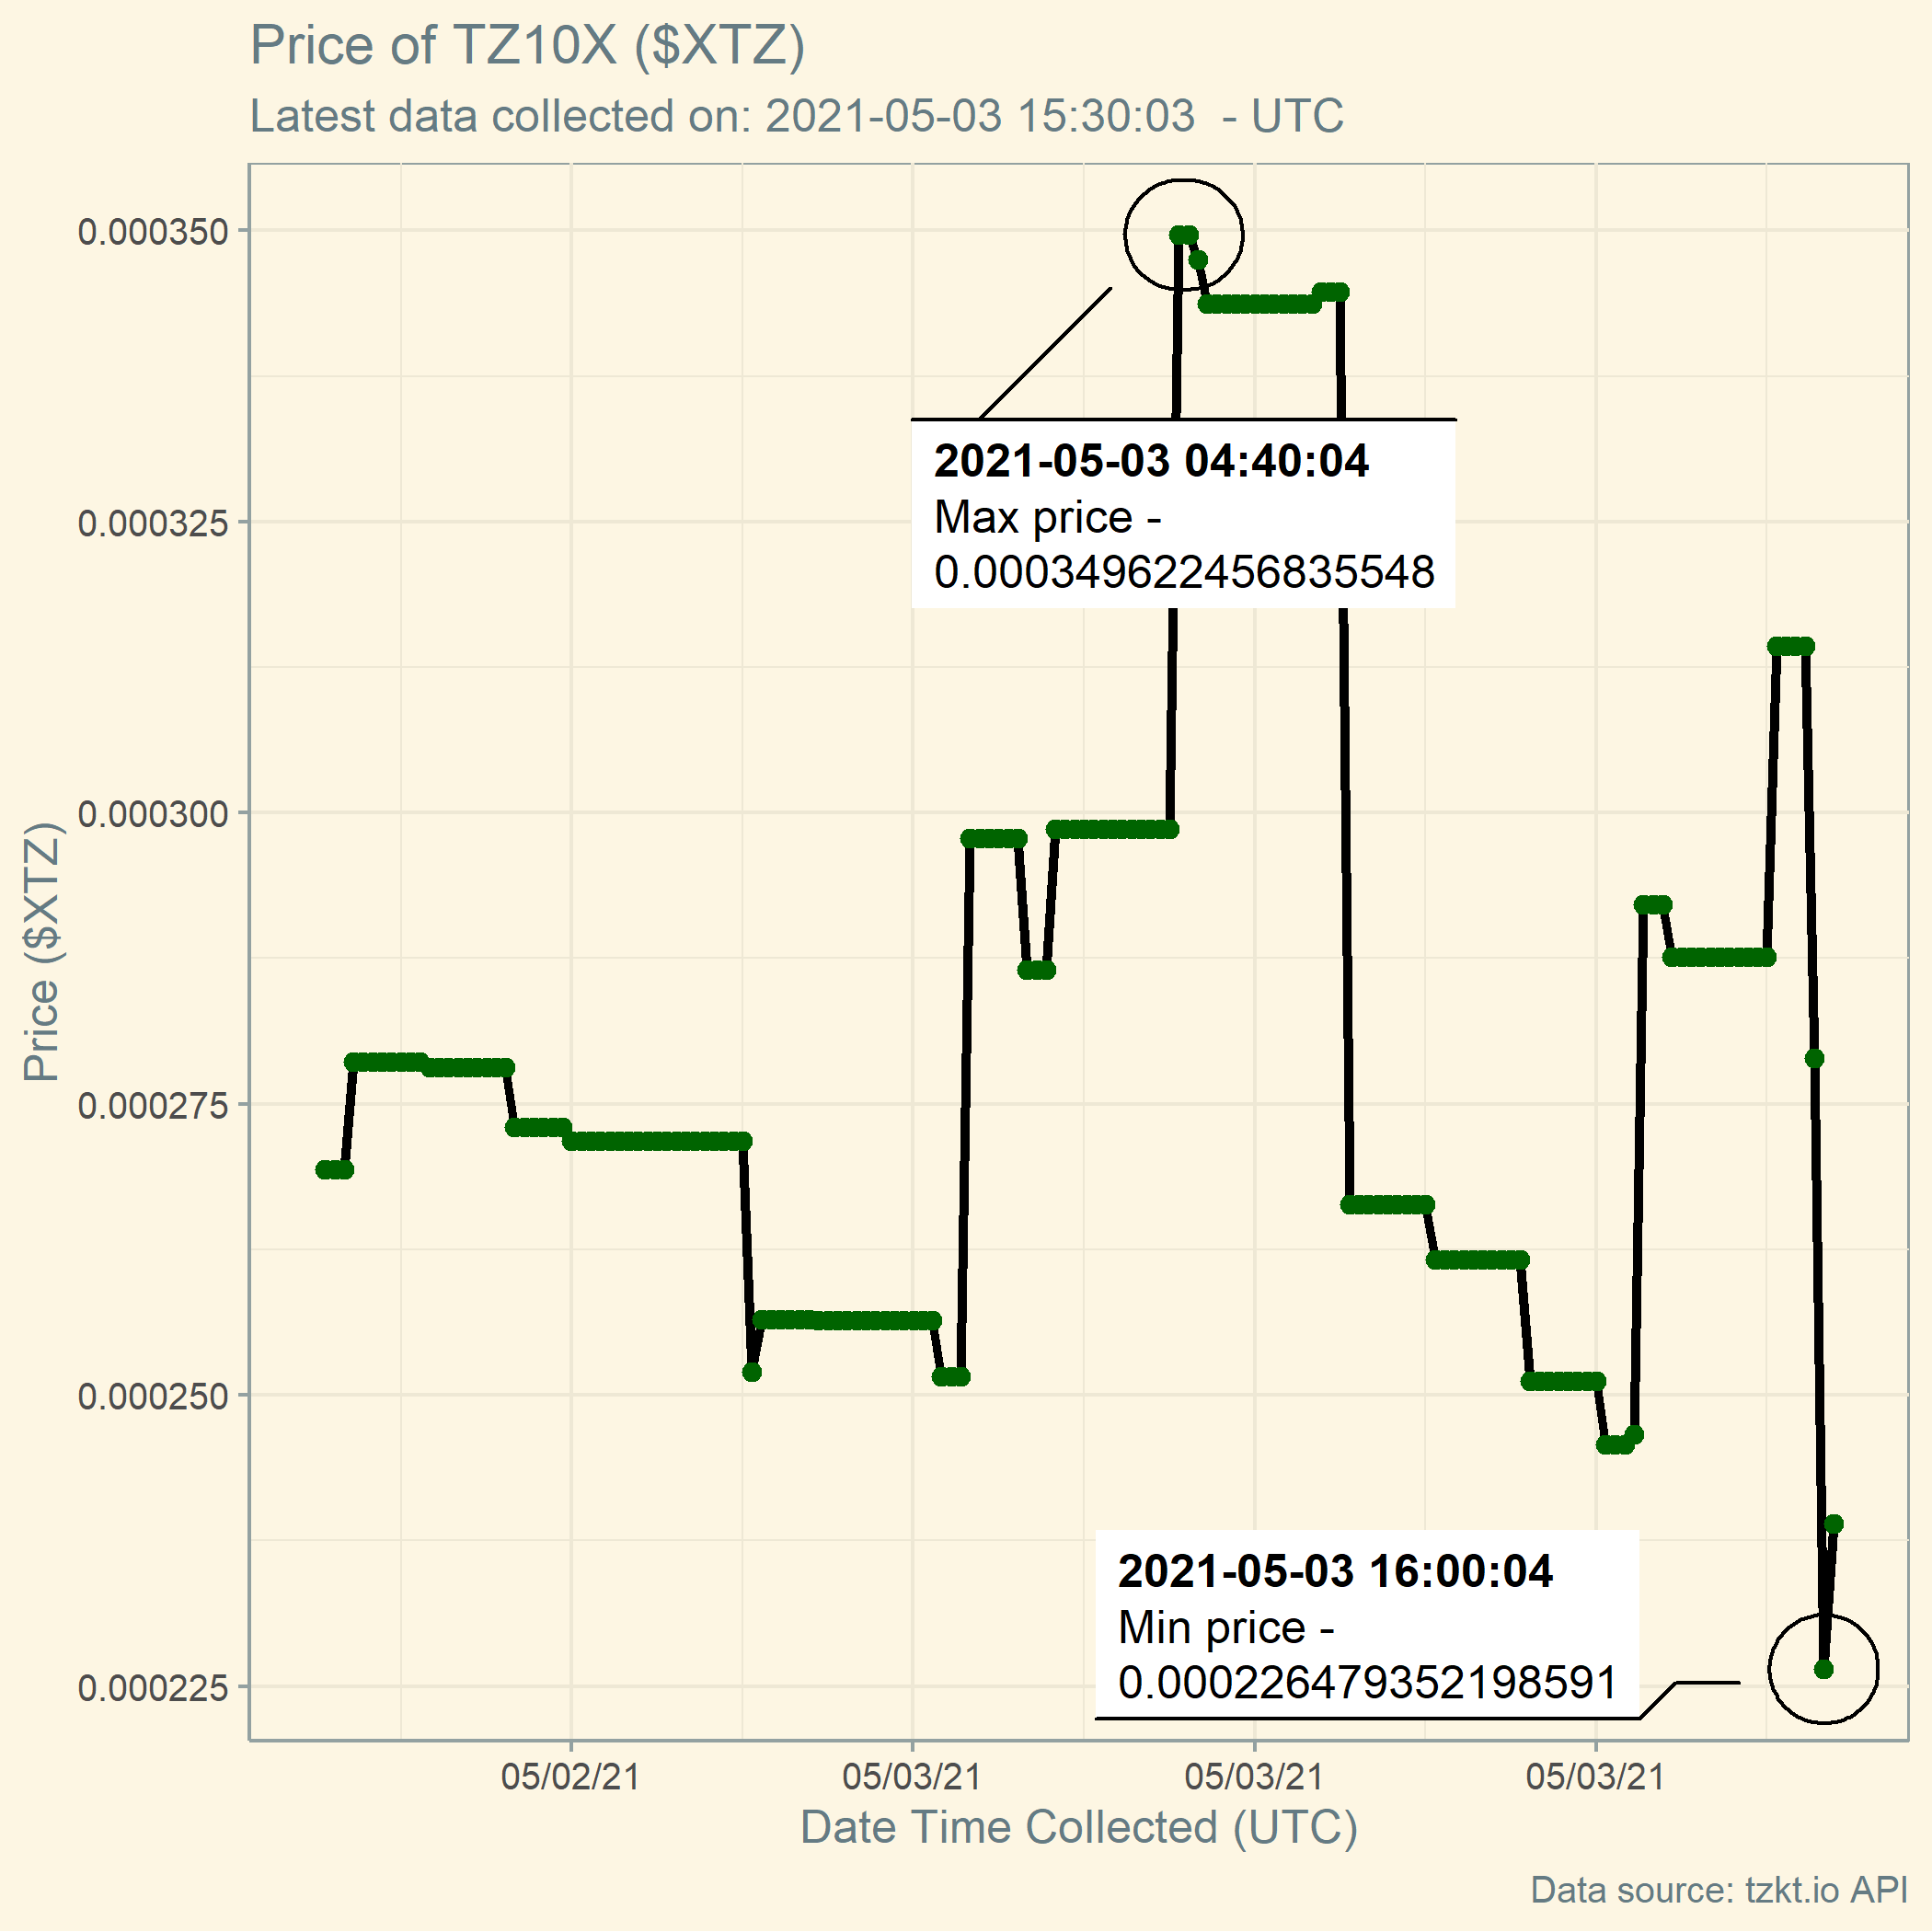 Price of TZ10X ($XTZ)
Latest data collected on: 2021-05-03 15:30:03  - UTC
0.000350
0.000325
0.000300
0.000275
0.000250
0.000225
Price ($XTZ)
2021-05-03 04:40:04
Max price -
0.000349622456835548
2021-05-03 16:00:04
Min price -
0.000226479352198591
05/02/21
05/03/21
05/03/21
05/03/21
Date Time Collected (UTC)
Data source: tzkt.io API